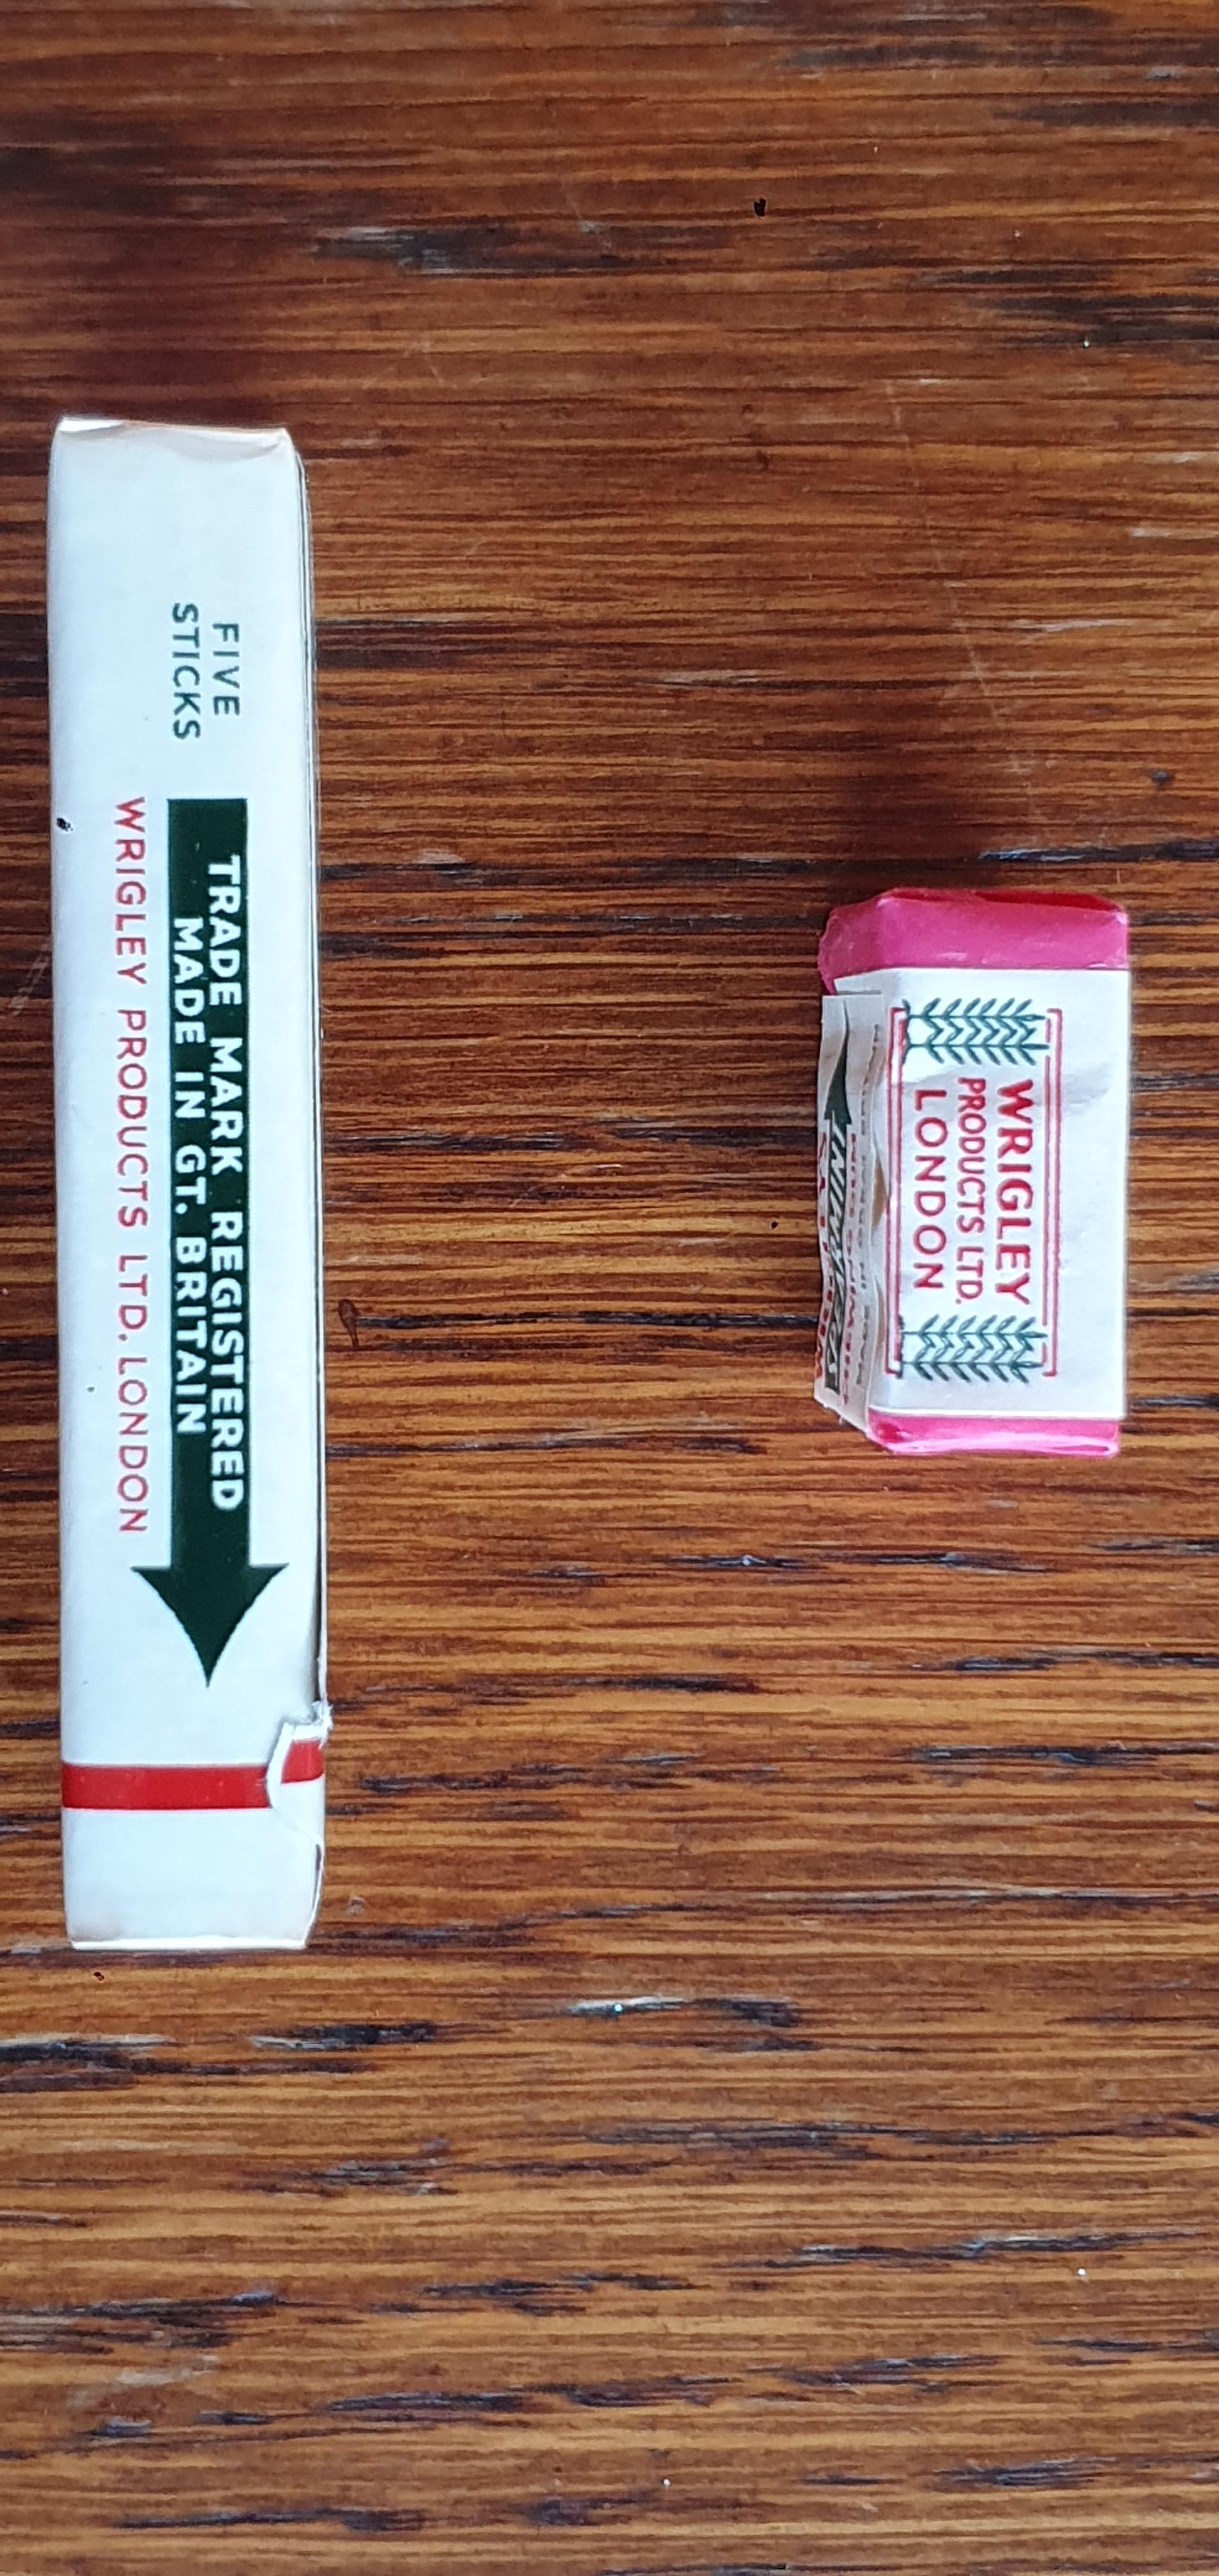 FIVE
STICKS
TRADE MARK REGISTERED
MADE IN GT. BRITAIN
WRIGLEY PRODUCTS LTD. LONDON
WRIGLEY
PRODUCTS LTD.
LONDON